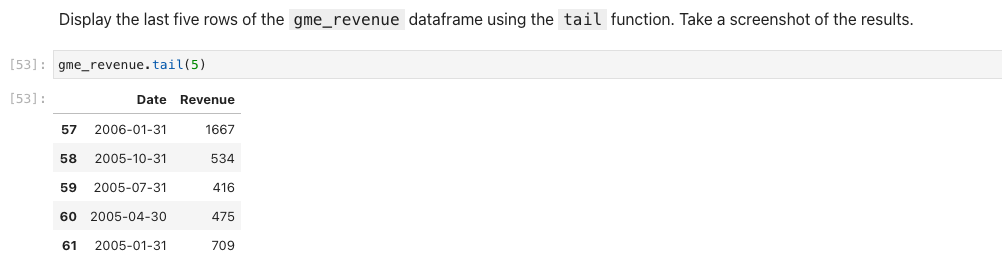 Display the last five rows of the gme_revenue dataframe using the tail function. Take a screenshot of the results.
[53]: gme_revenue.tail(5)
[53]: Date Revenue
57 2006-01-31 1667
58 2005-10-31 534
59 2005-07-31 416
60 2005-04-30 475
61 2005-01-31 709